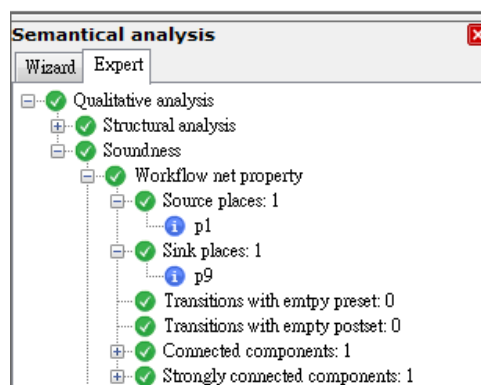 Semantical analysis
Wizard Expert
Qualitative analysis
Structural analysis
Soundness
Workflow net property
Source places: 1
p1
Sink places: 1
p9
Transitions with emtpy preset: 0
Transitions with empty postset: 0
Connected components: 1
Strongly connected components: 1